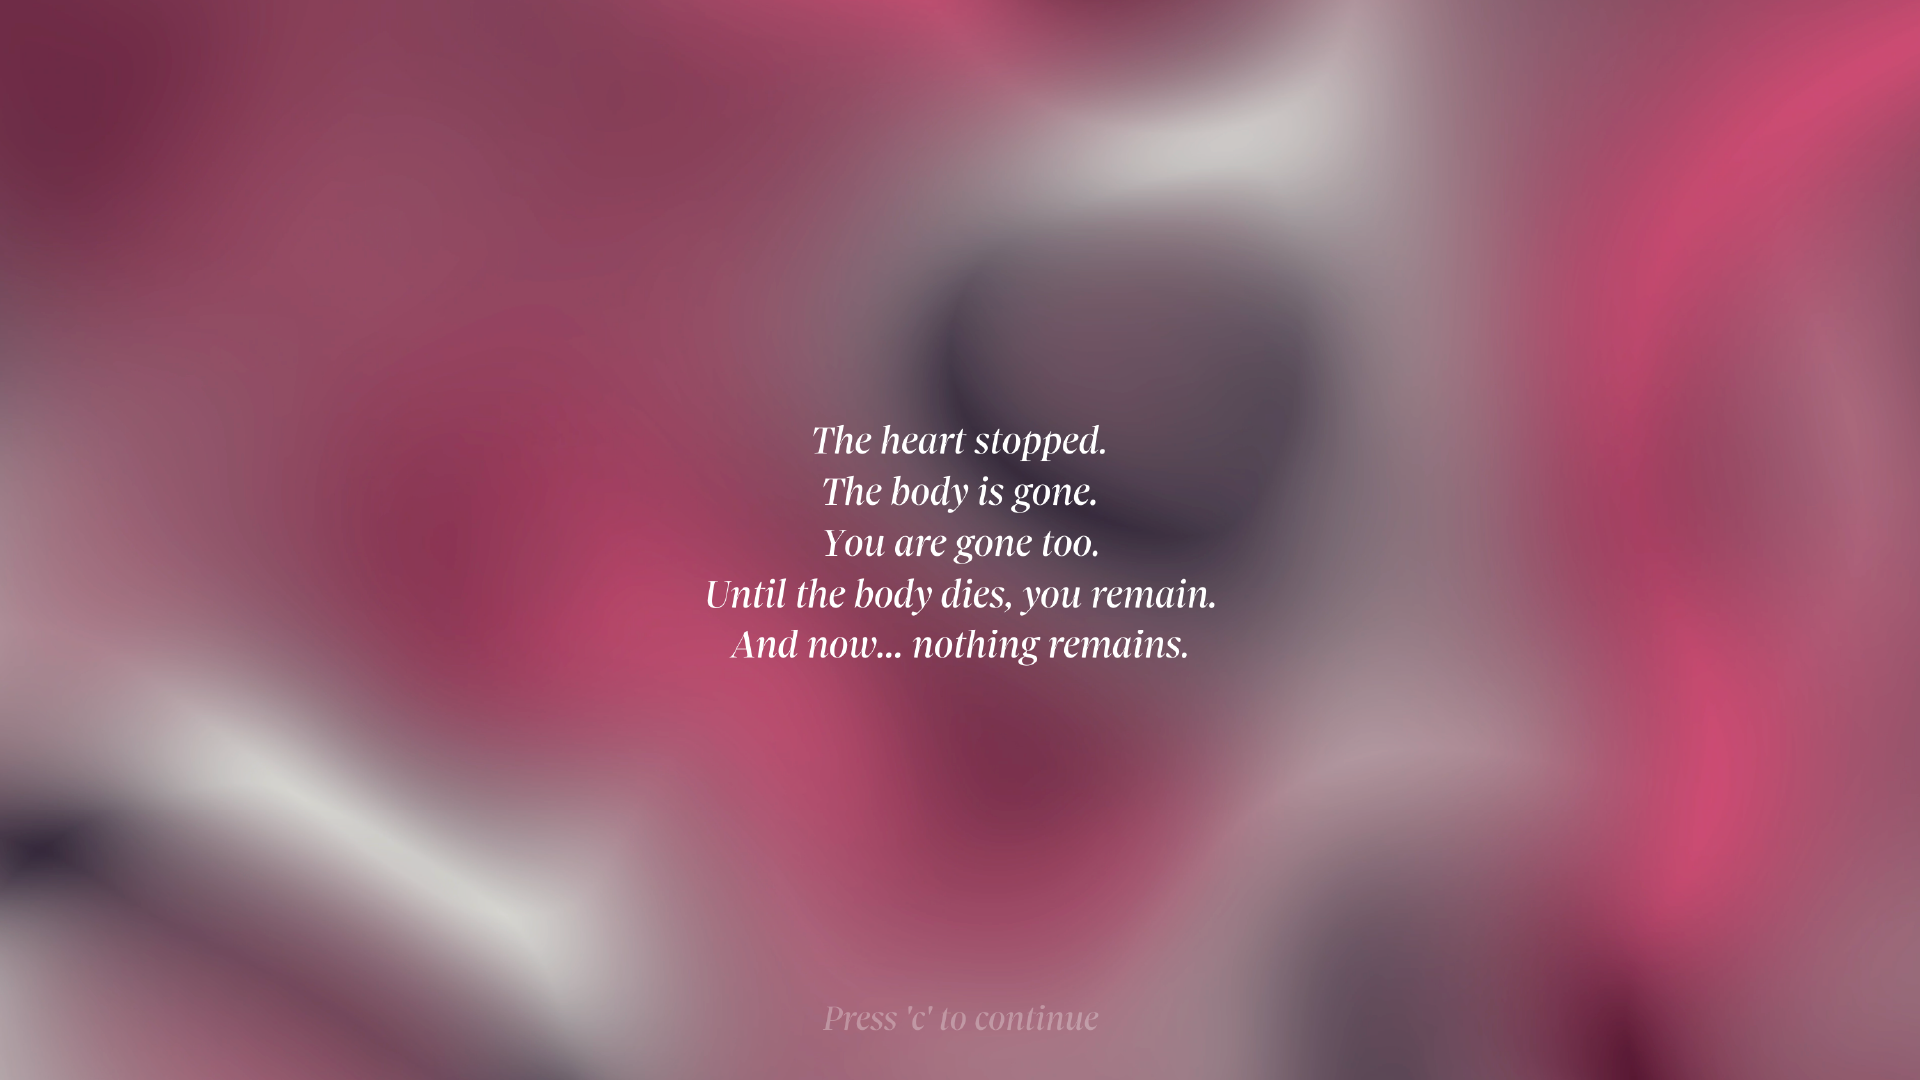 The heart stopped.
The body is gone.
You are gone too.
Until the body dies, you remain.
And now... nothing remains.
Press 'c' to continue